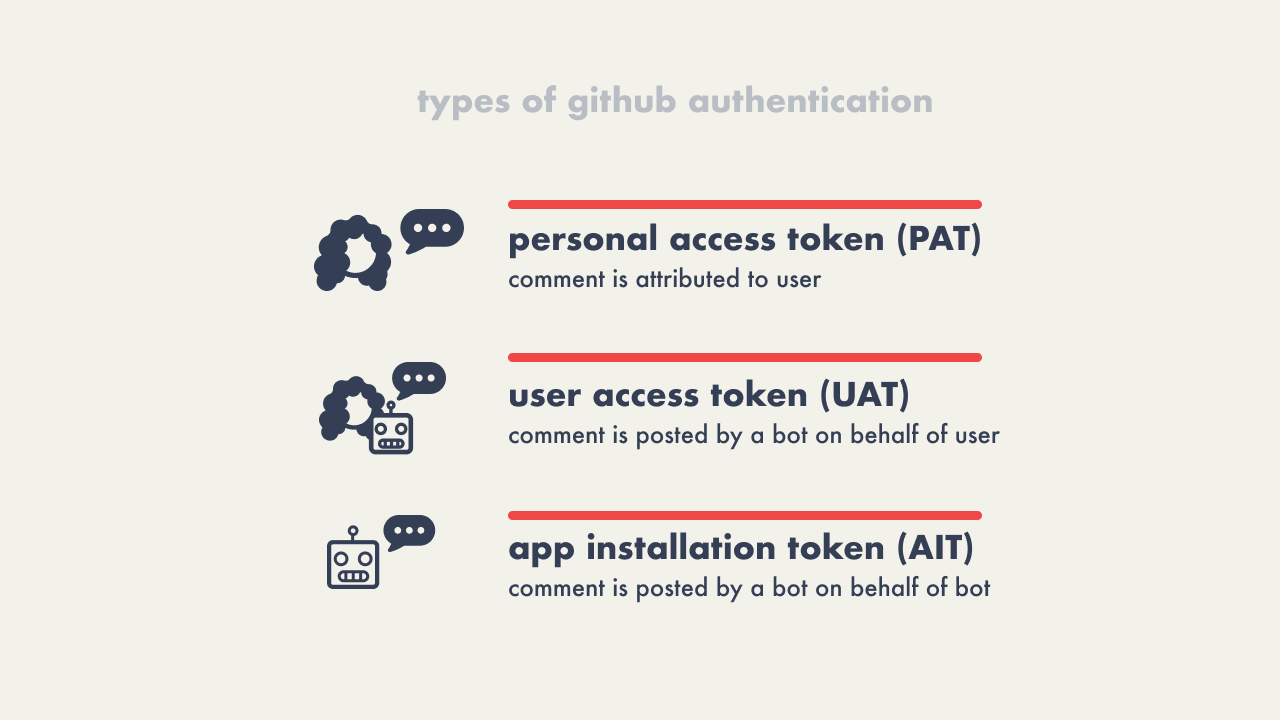 types of github authentication
personal access token (PAT)
comment is attributed to user
user access token (UAT)
comment is posted by a bot on behalf of user
app installation token (AIT)
comment is posted by a bot on behalf of bot